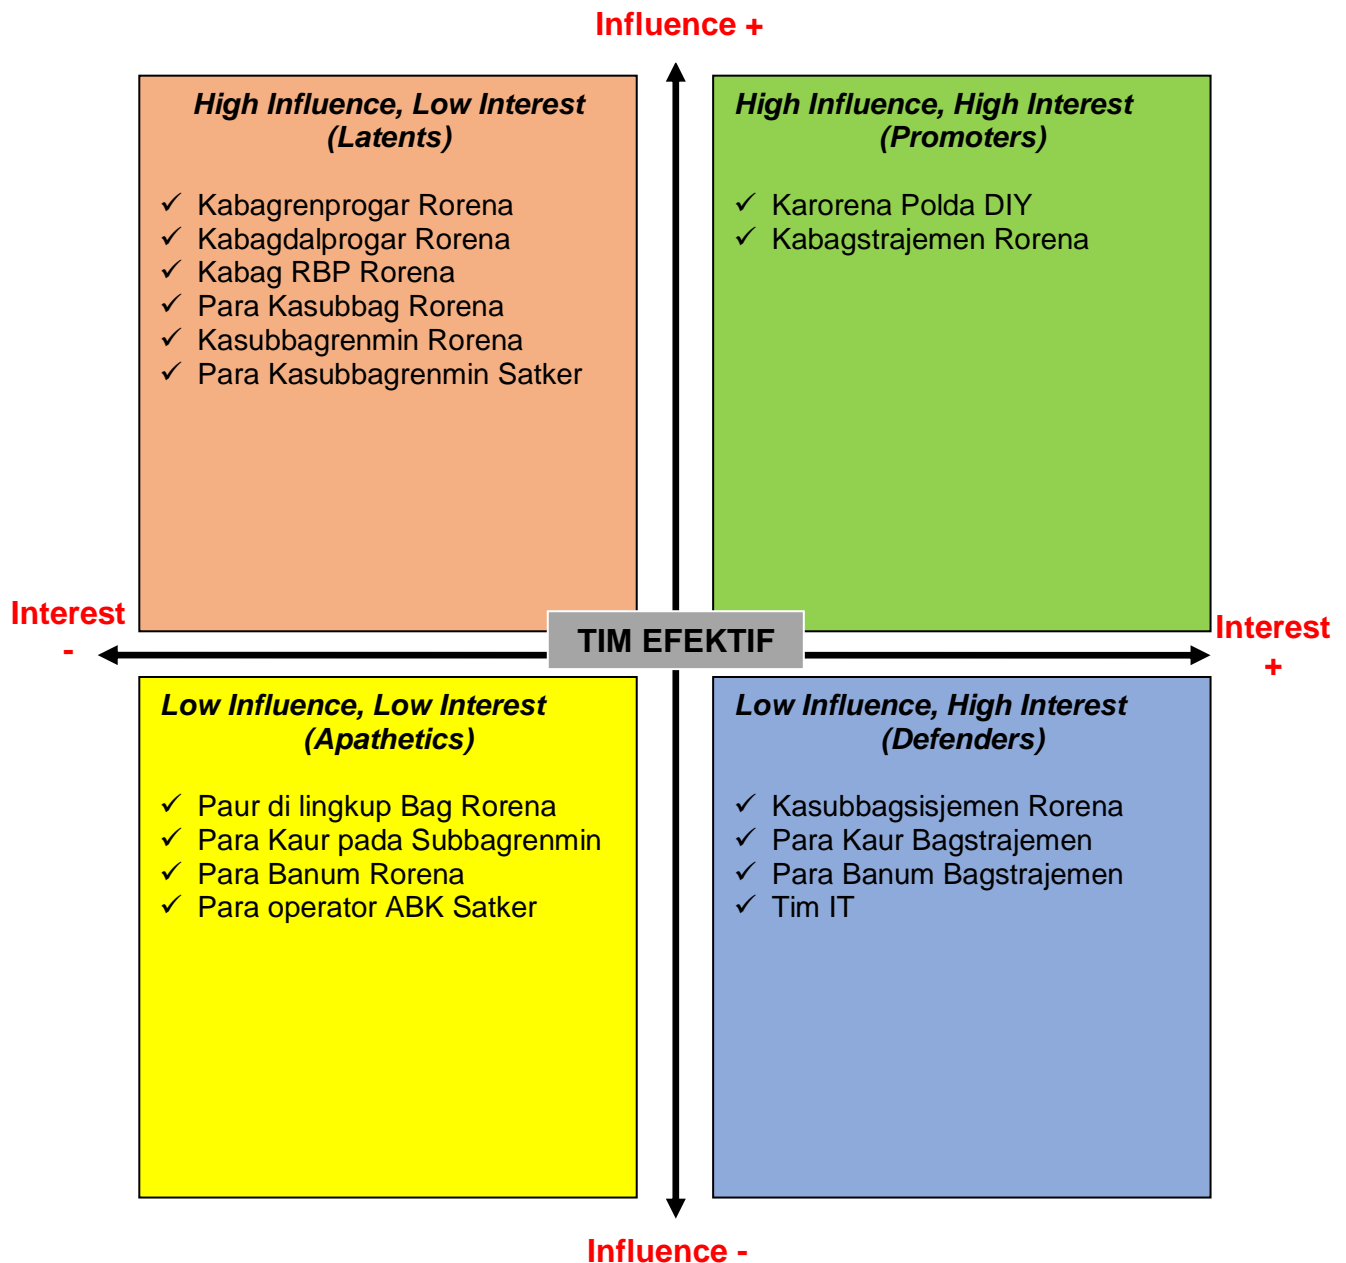 Influence +
High Influence, Low Interest
(Latents)
✓ Kabagrenprogar Rorena
✓ Kabagdalprogar Rorena
✓ Kabag RBP Rorena
✓ Para Kasubbag Rorena
✓ Kasubbagrenmin Rorena
✓ Para Kasubbagrenmin Satker
High Influence, High Interest
(Promoters)
✓ Karorena Polda DIY
✓ Kabagstrajemen Rorena
Interest
-
TIM EFEKTIF
Interest
+
Low Influence, Low Interest
(Apathetics)
✓ Paur di lingkup Bag Rorena
✓ Para Kaur pada Subbagrenmin
✓ Para Banum Rorena
✓ Para operator ABK Satker
Low Influence, High Interest
(Defenders)
✓ Kasubbagsisjemen Rorena
✓ Para Kaur Bagstrajemen
✓ Para Banum Bagstrajemen
✓ Tim IT
Influence -